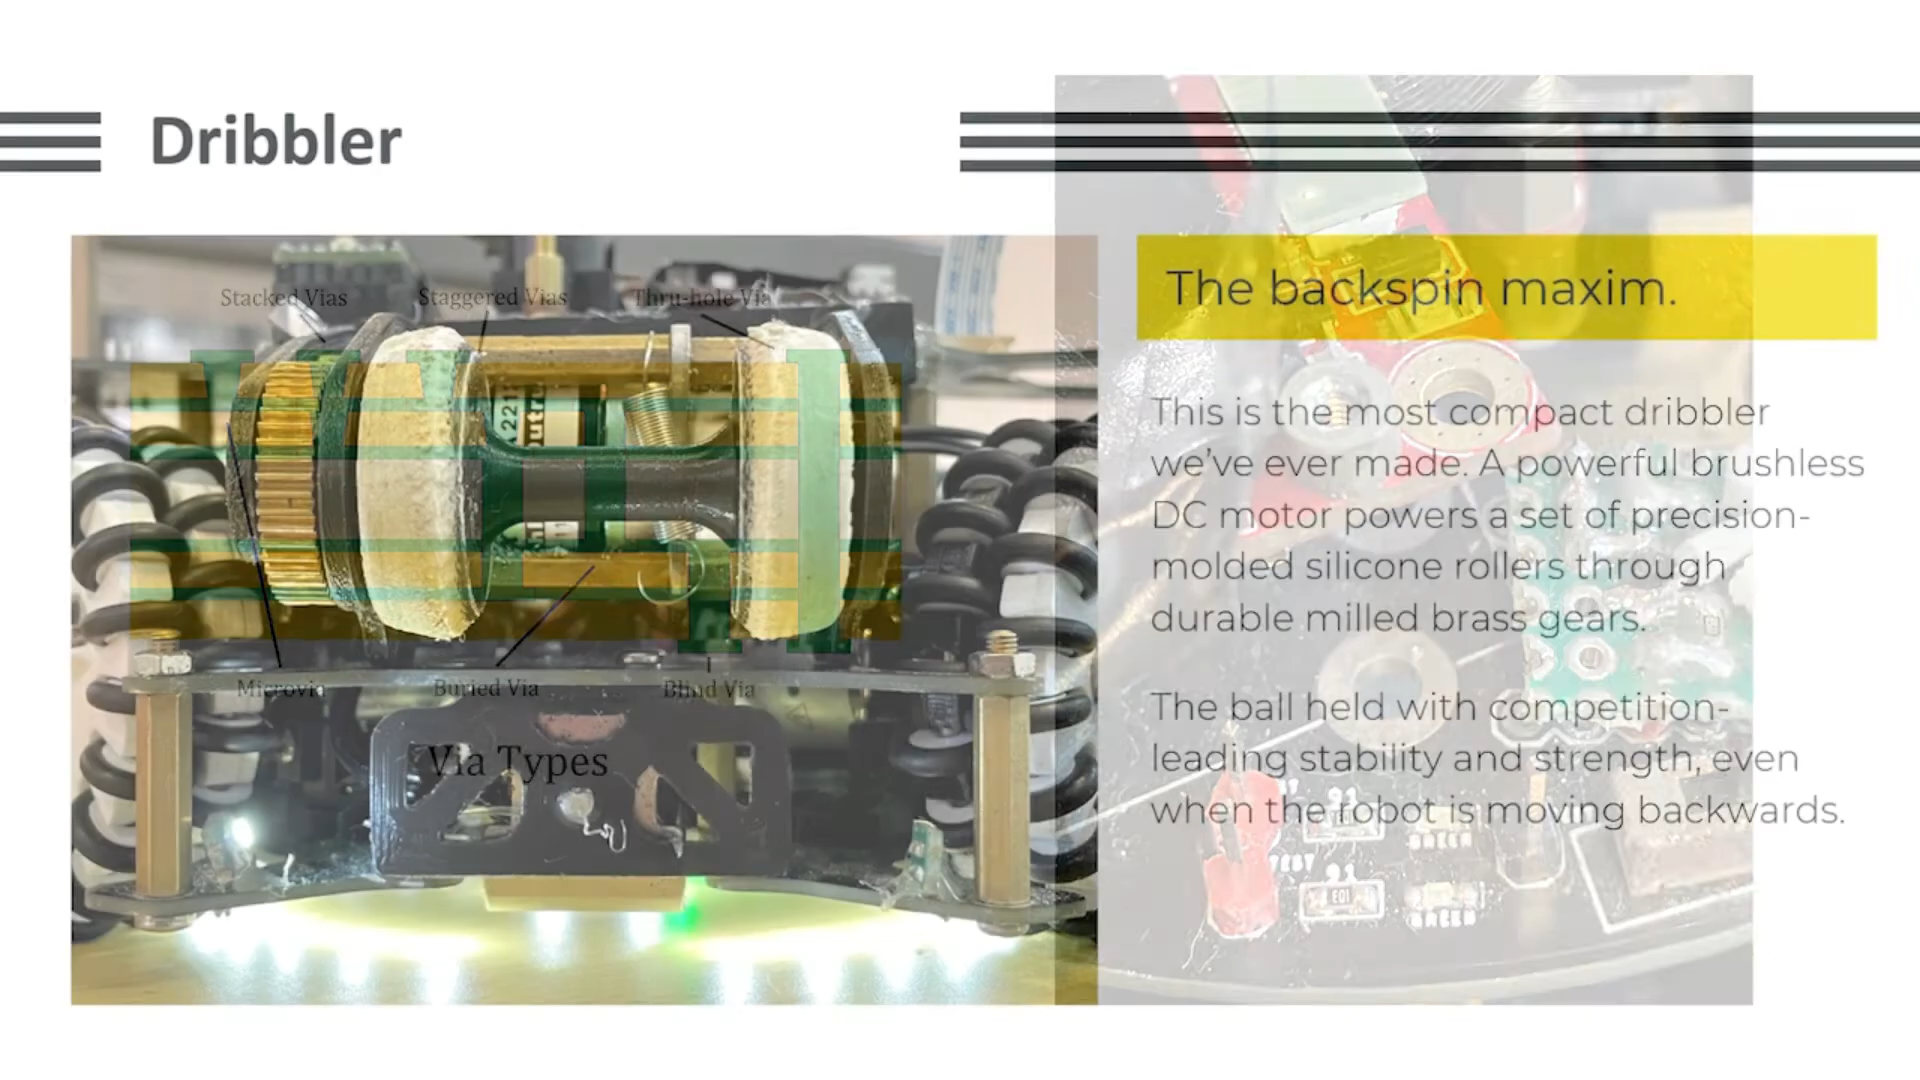 Dribbler
Stacked Vias
Staggered Vias
Thru-hole Via
Microvia
Buried Via
Blind Via
Via Types
The backspin maxim.
This is the most compact dribbler
we've ever made. A powerful brushless
DC motor powers a set of precision-
molded silicone rollers through
durable milled brass gears.
The ball held with competition-
leading stability and strength, even
when the robot is moving backwards.